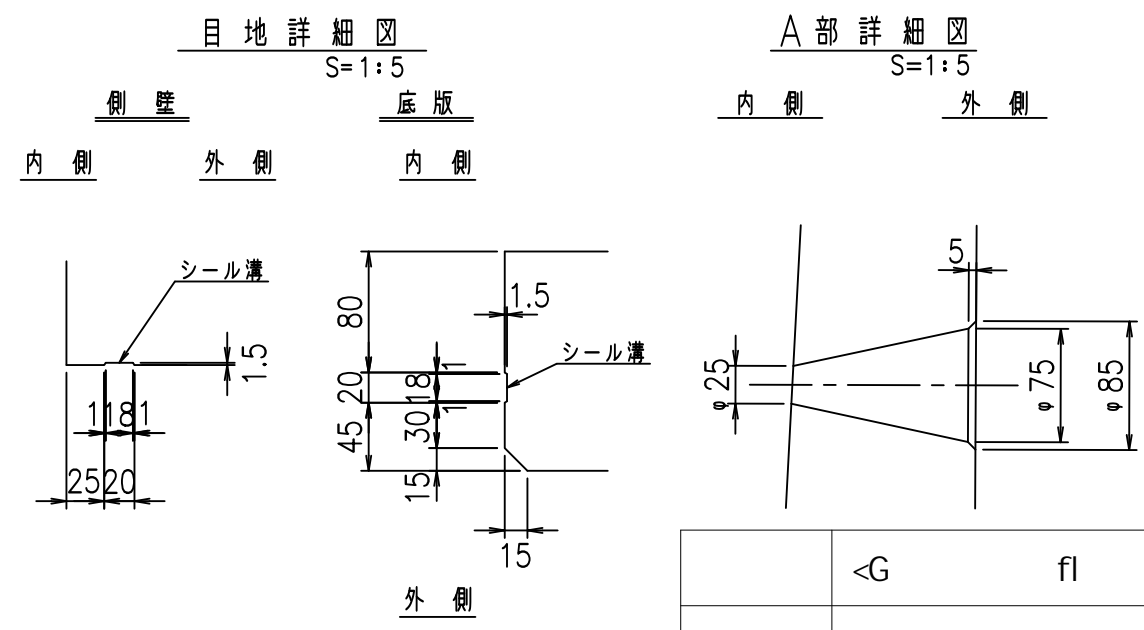 目地詳細図
S=1:5
側壁
内側 外側
シール溝
1.5
1 18 1
25 20
底版
内側
80
1.5
シール溝
20
1
18
1
45
30
15
15
外側
A部詳細図
S=1:5
内側 外側
5
φ25
φ75
φ85
<G fl